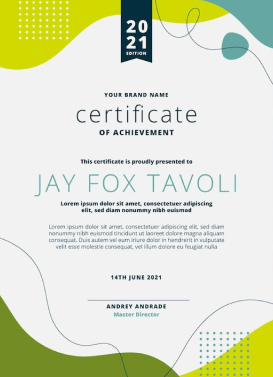 20
21
EDITION
YOUR BRAND NAME
certificate
OF ACHIEVEMENT
This certificate is proudly presented to
JAY FOX TAVOLI
Lorem ipsum dolor sit amet, consectetuer adipiscing
elit, sed diam nonummy nibh euismod
Lorem ipsum dolor sit amet, consectetuer adipiscing elit, sed diam
nonummy nibh euismod tincidunt ut laoreet dolore magna aliquam
consequat. Duis autem vel eum iriure dolor in hendrerit in vulputate
velit esse molestie consequat, vel illum dolore eu feugiat nulla
14TH JUNE 2021
ANDREY ANDRADE
Master Director